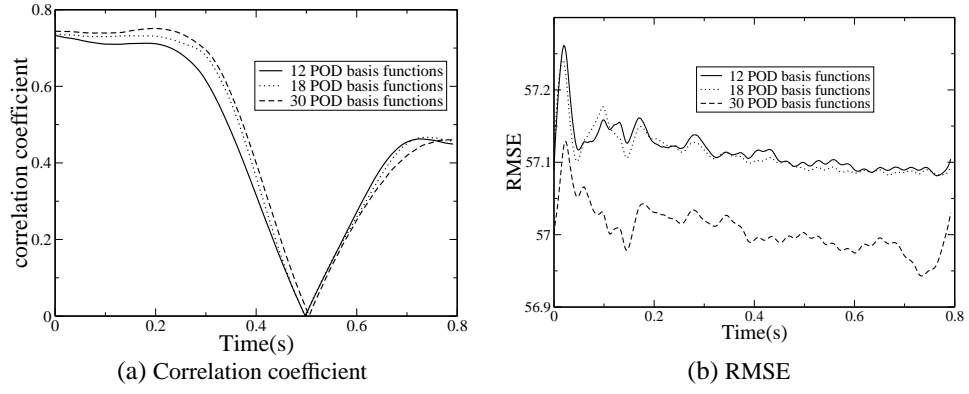 correlation coefficient
0.8
0.6
0.4
0.2
0
0
0.2
0.4
0.6
0.8
Time(s)
12 POD basis functions
18 POD basis functions
30 POD basis functions
(a) Correlation coefficient
RMSE
57.2
57.1
57
56.9
0
0.2
0.4
0.6
0.8
Time(s)
12 POD basis functions
18 POD basis functions
30 POD basis functions
(b) RMSE